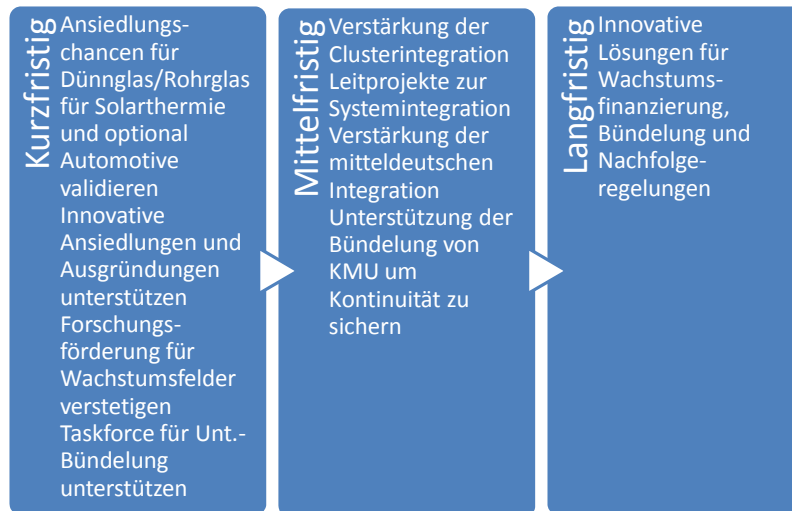 Kurzfristig
Ansiedlungs-
chancen für
Dünnglas/Rohrglas
für Solarthermie
und optional
Automotive
validieren
Innovative
Ansiedlungen und
Ausgründungen
unterstützen
Forschungs-
förderung für
Wachstumsfelder
verstetigen
Taskforce für Unt.-
Bündelung
unterstützen
Mittelfristig
Verstärkung der
Clusterintegration
Leitprojekte zur
Systemintegration
Verstärkung der
mitteldeutschen
Integration
Unterstützung der
Bündelung von
KMU um
Kontinuität zu
sichern
Langfristig
Innovative
Lösungen für
Wachstums-
finanzierung,
Bündelung und
Nachfolge-
regelungen